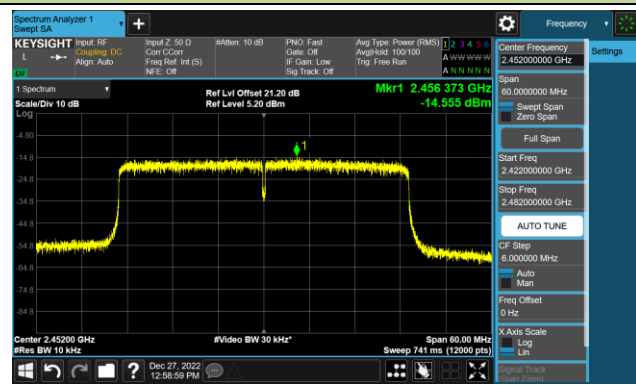 Spectrum Analyzer 1
Swept SA
Frequency
KEYSIGHT
Input: RF
Coupling: DC
Align: Auto
Input Z: 50 Ω
Corr CCorr
Freq Ref: Int (S)
NFE: Off
#Atten: 10 dB
PNO: Fast
Gate: Off
IF Gain: Low
Sig Track: Off
Avg Type: Power (RMS)
Avg|Hold: 100/100
Trig: Free Run
1 2 3 4 5 6
A W W W W W
A N N N N N
L
LW
1 Spectrum
Scale/Div 10 dB
Ref Lvl Offset 21.20 dB
Ref Level 5.20 dBm
Mkr1 2.456 373 GHz
-14.555 dBm
Log
1
-4.80
-14.8
-24.8
-34.8
-44.8
-54.8
-64.8
-74.8
-84.8
Center 2.45200 GHz
#Res BW 10 kHz
#Video BW 30 kHz*
Span 60.00 MHz
Sweep 741 ms (12000 pts)
Dec 27, 2022
12:58:59 PM
Center Frequency
2.452000000 GHz
Settings
Span
60.0000000 MHz
Swept Span
Zero Span
Full Span
Start Freq
2.422000000 GHz
Stop Freq
2.482000000 GHz
AUTO TUNE
CF Step
6.000000 MHz
Auto
Man
Freq Offset
0 Hz
X Axis Scale
Log
Lin
Signal Track
(Span Zoom)